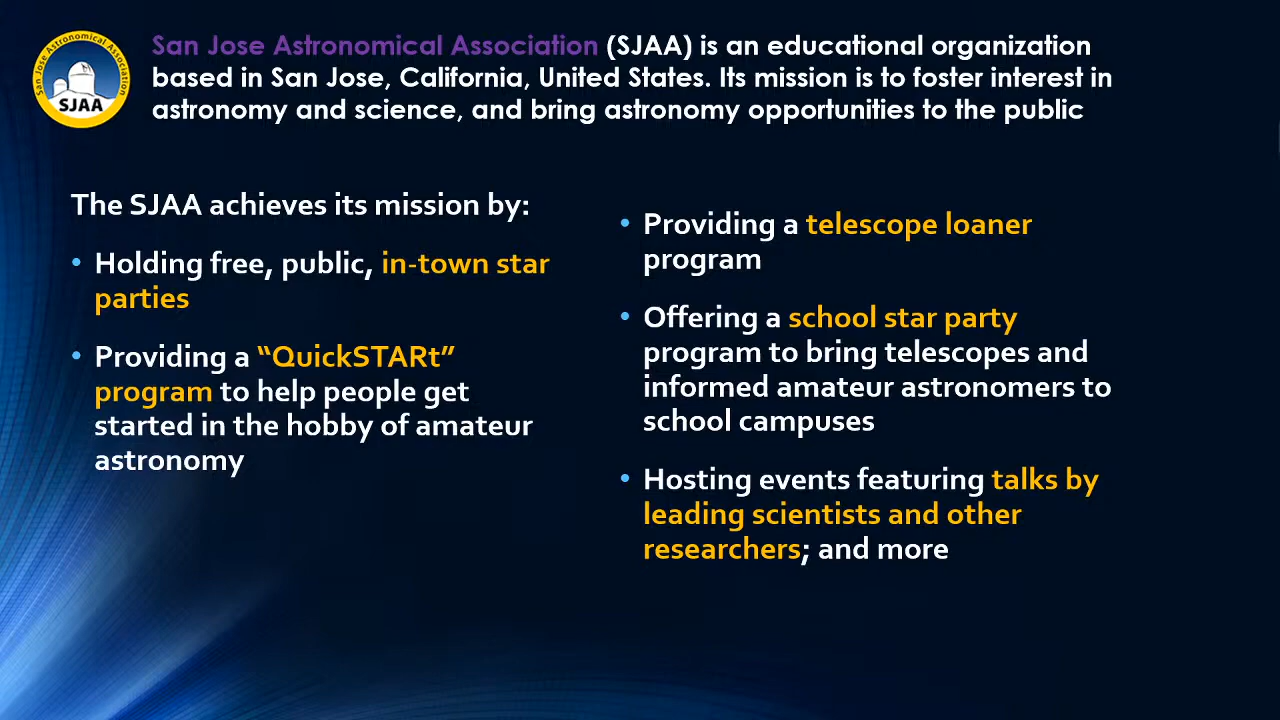 San Jose Astronomical Association
SJAA
San Jose Astronomical Association (SJAA) is an educational organization
based in San Jose, California, United States. Its mission is to foster interest in
astronomy and science, and bring astronomy opportunities to the public
The SJAA achieves its mission by:
• Holding free, public, in-town star
parties
• Providing a “QuickSTARt”
program to help people get
started in the hobby of amateur
astronomy
• Providing a telescope loaner
program
• Offering a school star party
program to bring telescopes and
informed amateur astronomers to
school campuses
• Hosting events featuring talks by
leading scientists and other
researchers; and more